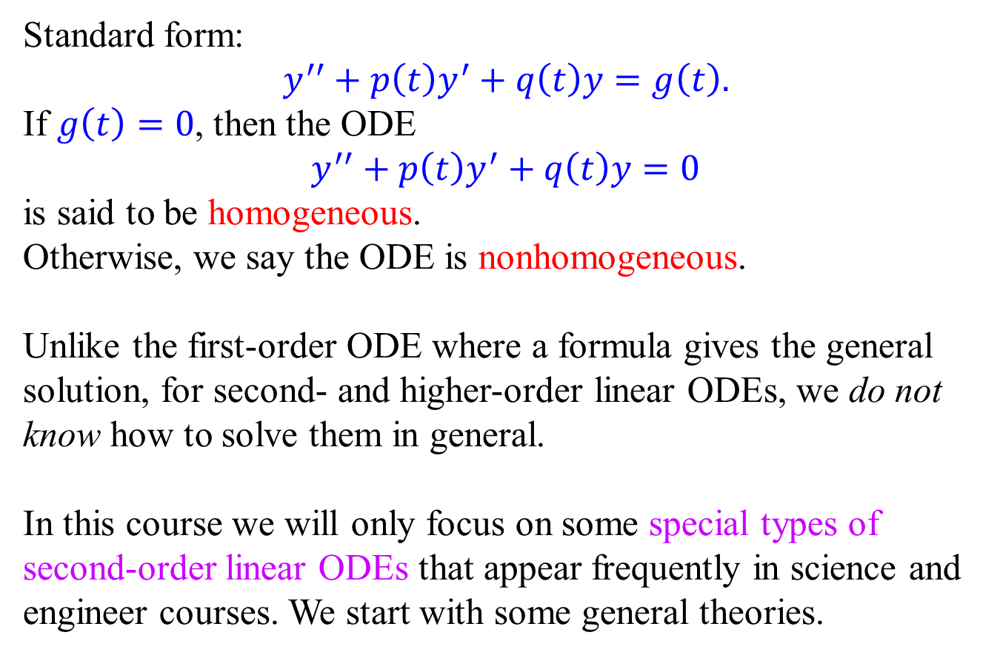 Standard form:
y′′ + p(t)y′ + q(t)y = g(t).
If g(t) = 0, then the ODE
y′′ + p(t)y′ + q(t)y = 0
is said to be homogeneous.
Otherwise, we say the ODE is nonhomogeneous.
Unlike the first-order ODE where a formula gives the general
solution, for second- and higher-order linear ODEs, we do not
know how to solve them in general.
In this course we will only focus on some special types of
second-order linear ODEs that appear frequently in science and
engineer courses. We start with some general theories.